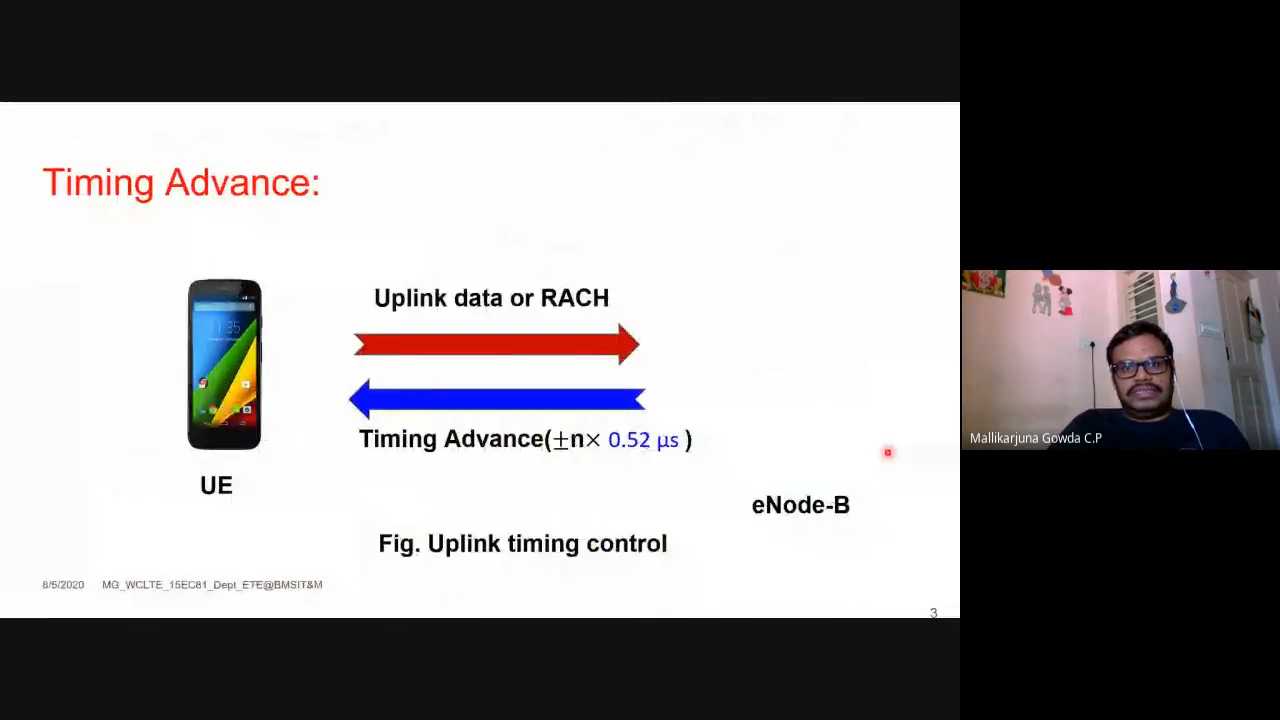 Timing Advance:
Uplink data or RACH
Timing Advance(±n× 0.52 μs )
UE
eNode-B
Fig. Uplink timing control
8/5/2020 MG_WCLTE_15EC81_Dept_ETE@BMSIT&M
3
Mallikarjuna Gowda C.P